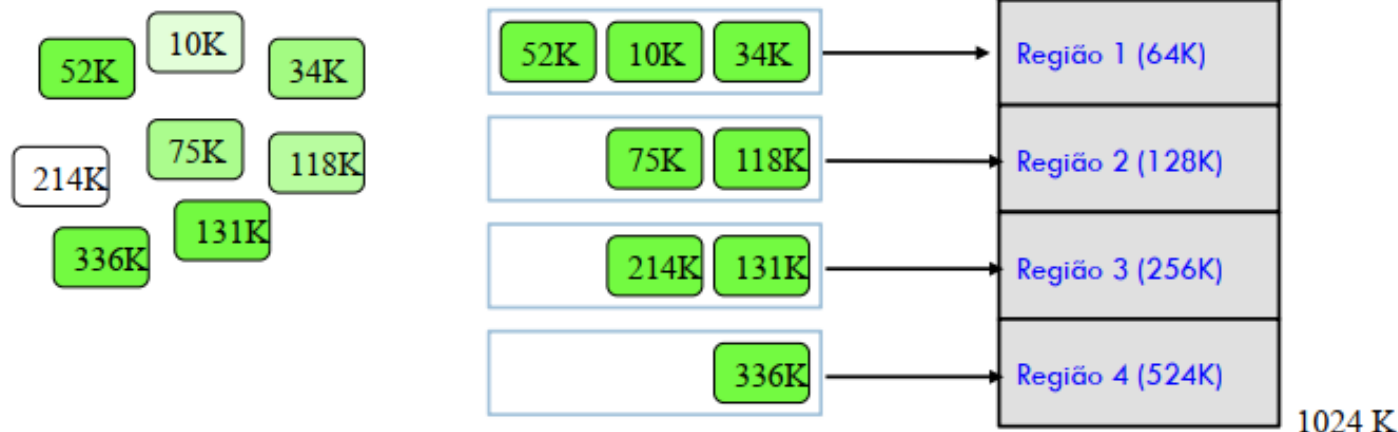 10K
52K
34K
75K
118K
214K
131K
336K
52K 10K 34K
Região 1 (64K)
75K 118K
Região 2 (128K)
214K 131K
Região 3 (256K)
336K
Região 4 (524K)
1024 K